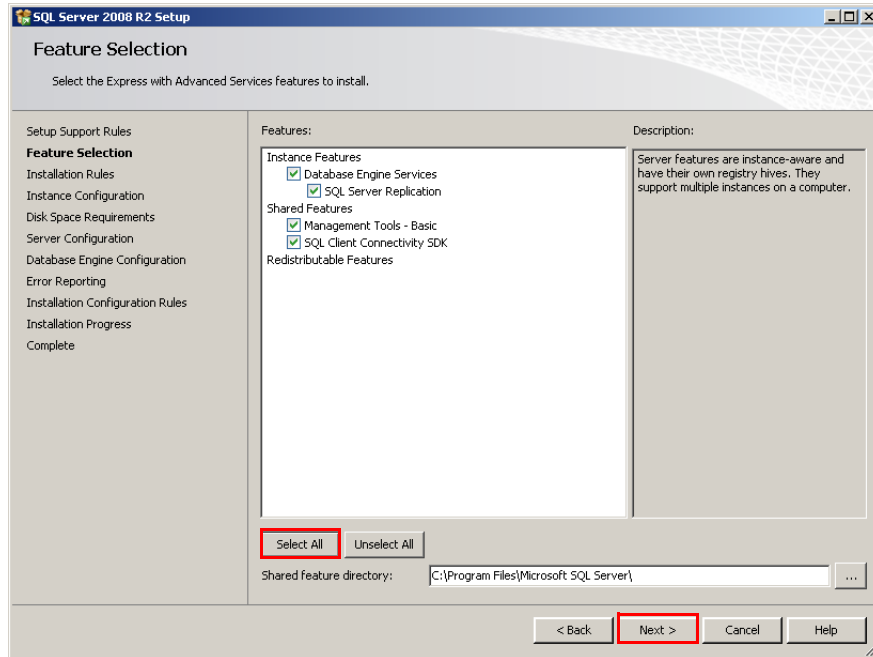 SQL Server 2008 R2 Setup
Feature Selection
Select the Express with Advanced Services features to install.
Setup Support Rules
Feature Selection
Installation Rules
Instance Configuration
Disk Space Requirements
Server Configuration
Database Engine Configuration
Error Reporting
Installation Configuration Rules
Installation Progress
Complete
Features:
Instance Features
Database Engine Services
SQL Server Replication
Shared Features
Management Tools - Basic
SQL Client Connectivity SDK
Redistributable Features
Description:
Server features are instance-aware and
have their own registry hives. They
support multiple instances on a computer.
Select All
Unselect All
Shared feature directory:
C:\Program Files\Microsoft SQL Server\
...
< Back
Next >
Cancel
Help